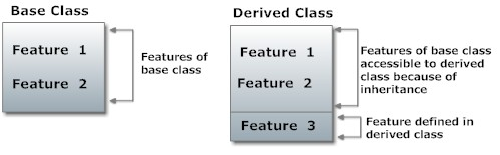 Base Class
Feature 1
Feature 2
Features of
base class
Derived Class
Feature 1
Feature 2
Feature 3
Features of base class
accessible to derived
class because of
inheritance
Feature defined in
derived class